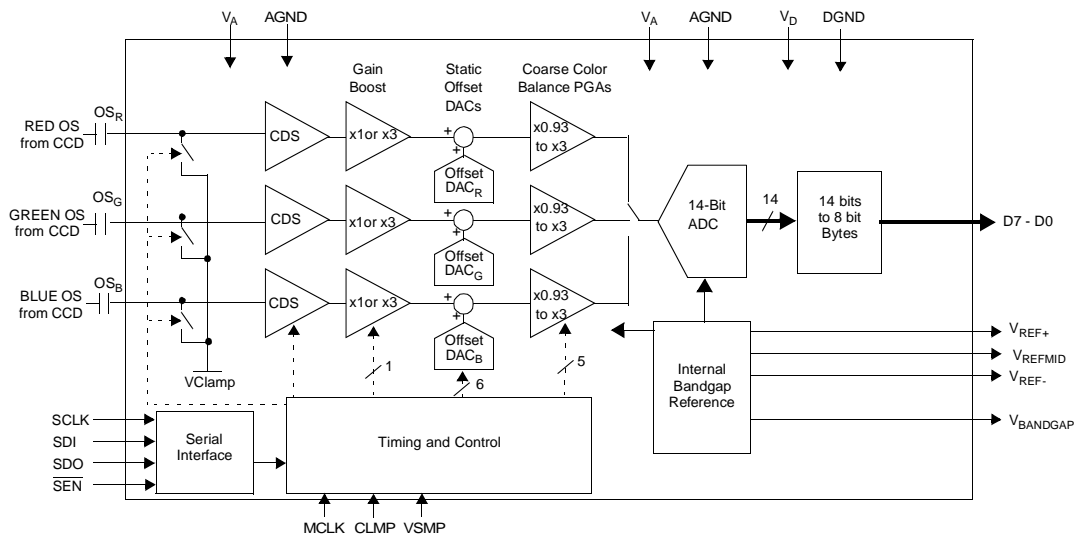 VA AGND VA AGND VD DGND
Gain Boost
Static Offset DACs
Coarse Color Balance PGAs
RED OS from CCD
OSR
CDS
x1or x3
+
+
Offset DACR
x0.93 to x3
GREEN OS from CCD
OSG
CDS
x1or x3
+
+
Offset DACG
x0.93 to x3
14-Bit ADC
14
14 bits to 8 bit Bytes
D7 - D0
BLUE OS from CCD
OSB
CDS
x1or x3
+
+
Offset DACB
x0.93 to x3
VClamp
1
6
5
Internal Bandgap Reference
VREF+
VREFMID
VREF-
VBANDGAP
SCLK
SDI
SDO
SEN
Serial Interface
Timing and Control
MCLK CLMP VSMP